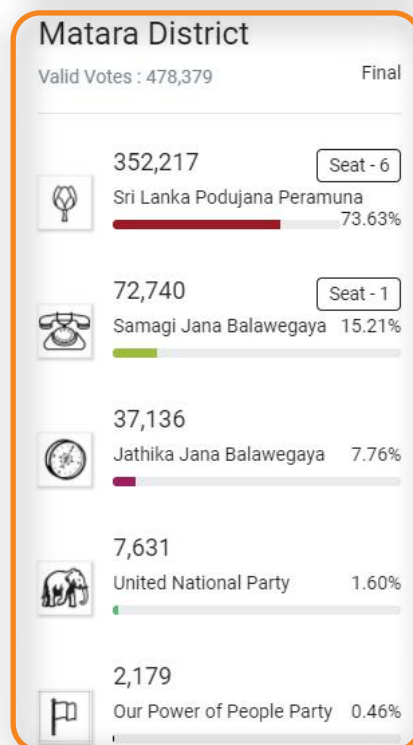 Matara District
Valid Votes : 478,379 Final
352,217 Seat - 6
Sri Lanka Podujana Peramuna
73.63%
72,740 Seat - 1
Samagi Jana Balawegaya 15.21%
37,136
Jathika Jana Balawegaya 7.76%
7,631
United National Party 1.60%
2,179
Our Power of People Party 0.46%